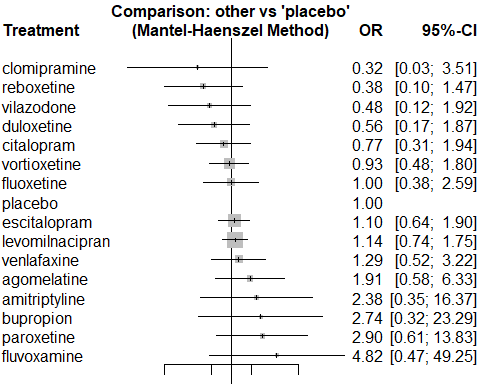 Comparison: other vs 'placebo'
Treatment (Mantel-Haenszel Method) OR 95%-CI
clomipramine 0.32 [0.03; 3.51]
reboxetine 0.38 [0.10; 1.47]
vilazodone 0.48 [0.12; 1.92]
duloxetine 0.56 [0.17; 1.87]
citalopram 0.77 [0.31; 1.94]
vortioxetine 0.93 [0.48; 1.80]
fluoxetine 1.00 [0.38; 2.59]
placebo 1.00
escitalopram 1.10 [0.64; 1.90]
levomilnacipran 1.14 [0.74; 1.75]
venlafaxine 1.29 [0.52; 3.22]
agomelatine 1.91 [0.58; 6.33]
amitriptyline 2.38 [0.35; 16.37]
bupropion 2.74 [0.32; 23.29]
paroxetine 2.90 [0.61; 13.83]
fluvoxamine 4.82 [0.47; 49.25]